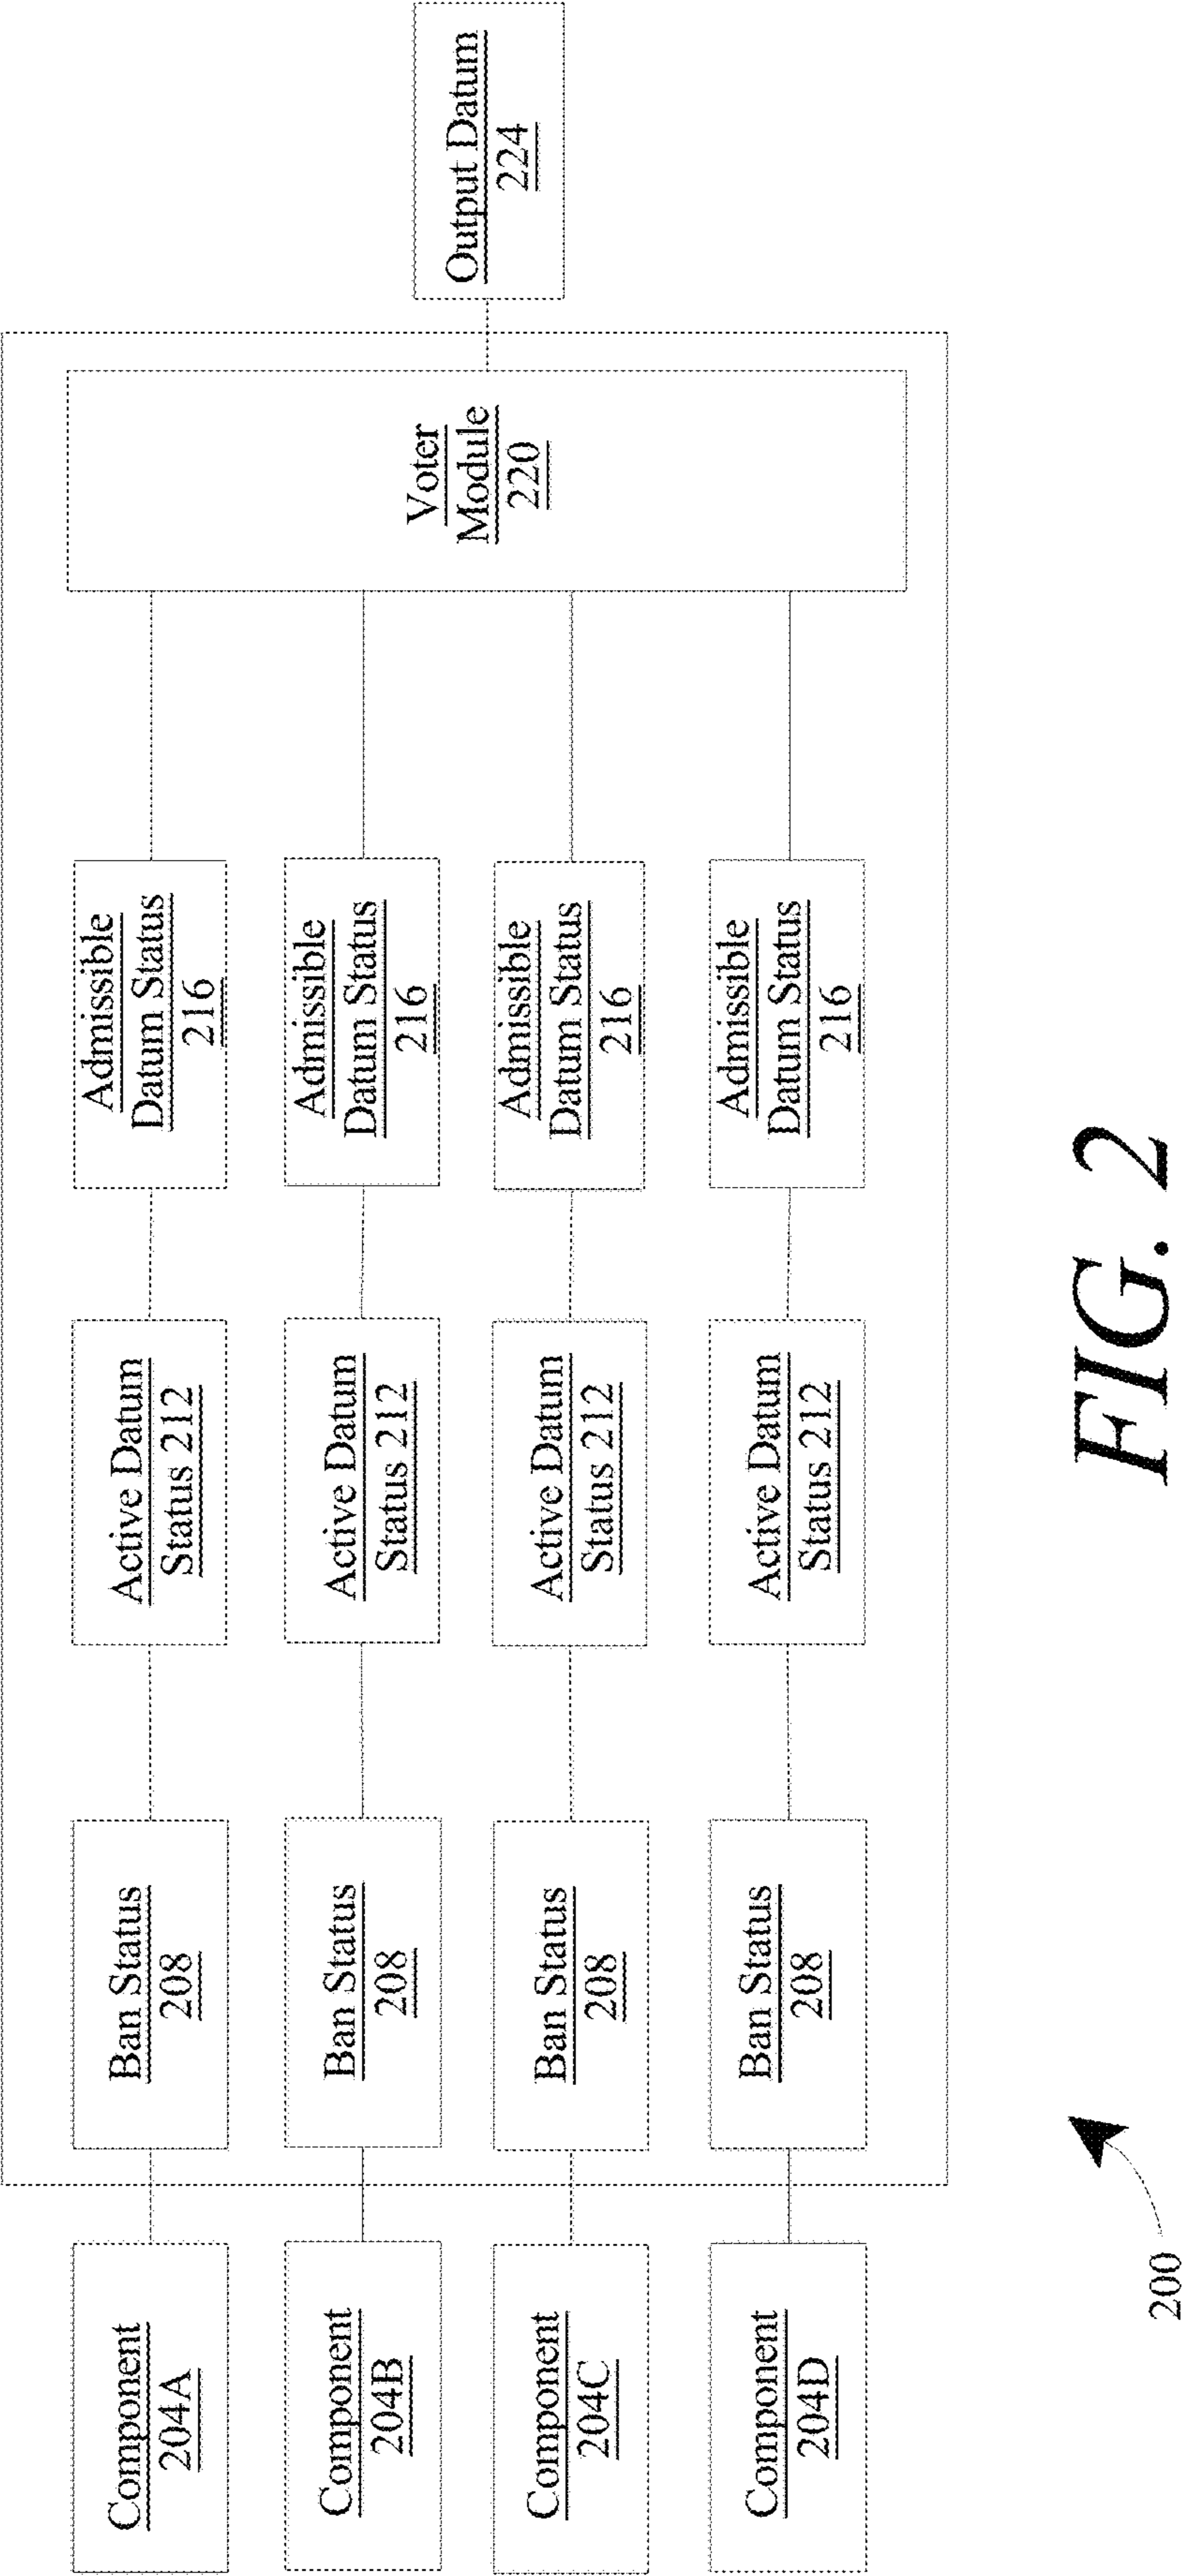 Component
204A
Ban Status
208
Active Datum
Status 212
Admissible
Datum Status
216
Component
204B
Ban Status
208
Active Datum
Status 212
Admissible
Datum Status
216
Component
204C
Ban Status
208
Active Datum
Status 212
Admissible
Datum Status
216
Component
204D
Ban Status
208
Active Datum
Status 212
Admissible
Datum Status
216
Voter
Module
220
Output Datum
224
200
FIG. 2